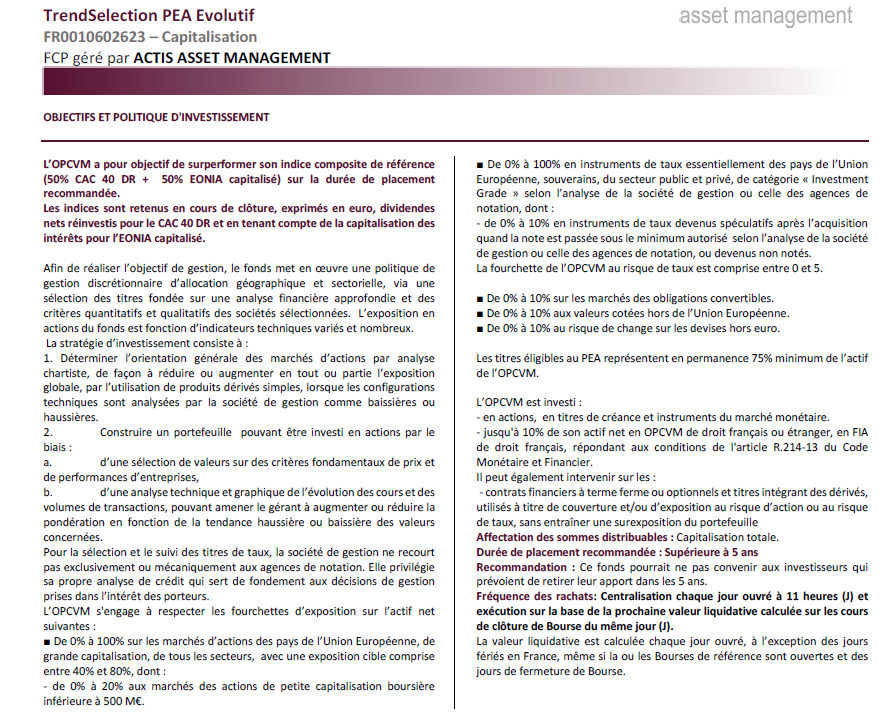 TrendSelection PEA Evolutif
asset management
FR0010602623 – Capitalisation
FCP géré par ACTIS ASSET MANAGEMENT
OBJECTIFS ET POLITIQUE D'INVESTISSEMENT
L’OPCVM a pour objectif de surperformer son indice composite de référence
(50% CAC 40 DR + 50% EONIA capitalisé) sur la durée de placement
recommandée.
Les indices sont retenus en cours de clôture, exprimés en euro, dividendes
nets réinvestis pour le CAC 40 DR et en tenant compte de la capitalisation des
intérêts pour l’EONIA capitalisé.
Afin de réaliser l’objectif de gestion, le fonds met en œuvre une politique de
gestion discrétionnaire d’allocation géographique et sectorielle, via une
sélection des titres fondée sur une analyse financière approfondie et des
critères quantitatifs et qualitatifs des sociétés sélectionnées. L’exposition en
actions du fonds est fonction d’indicateurs techniques variés et nombreux.
La stratégie d’investissement consiste à :
1. Déterminer l’orientation générale des marchés d’actions par analyse
chartiste, de façon à réduire ou augmenter en tout ou partie l’exposition
globale, par l’utilisation de produits dérivés simples, lorsque les configurations
techniques sont analysées par la société de gestion comme baissières ou
haussières.
2. Construire un portefeuille pouvant être investi en actions par le
biais :
a. d’une sélection de valeurs sur des critères fondamentaux de prix et
de performances d’entreprises,
b. d’une analyse technique et graphique de l’évolution des cours et des
volumes de transactions, pouvant amener le gérant à augmenter ou réduire la
pondération en fonction de la tendance haussière ou baissière des valeurs
concernées.
Pour la sélection et le suivi des titres de taux, la société de gestion ne recourt
pas exclusivement ou mécaniquement aux agences de notation. Elle privilégie
sa propre analyse de crédit qui sert de fondement aux décisions de gestion
prises dans l’intérêt des porteurs.
L’OPCVM s'engage à respecter les fourchettes d’exposition sur l’actif net
suivantes :
■ De 0% à 100% sur les marchés d’actions des pays de l’Union Européenne, de
grande capitalisation, de tous les secteurs, avec une exposition cible comprise
entre 40% et 80%, dont :
- de 0% à 20% aux marchés des actions de petite capitalisation boursière
inférieure à 500 M€.
■ De 0% à 100% en instruments de taux essentiellement des pays de l’Union
Européenne, souverains, du secteur public et privé, de catégorie « Investment
Grade » selon l’analyse de la société de gestion ou celle des agences de
notation, dont :
- de 0% à 10% en instruments de taux devenus spéculatifs après l’acquisition
quand la note est passée sous le minimum autorisé selon l’analyse de la société
de gestion ou celle des agences de notation, ou devenus non notés.
La fourchette de l’OPCVM au risque de taux est comprise entre 0 et 5.
■ De 0% à 10% sur les marchés des obligations convertibles.
■ De 0% à 10% aux valeurs cotées hors de l’Union Européenne.
■ De 0% à 10% au risque de change sur les devises hors euro.
Les titres éligibles au PEA représentent en permanence 75% minimum de l’actif
de l’OPCVM.
L’OPCVM est investi :
- en actions, en titres de créance et instruments du marché monétaire.
- jusqu'à 10% de son actif net en OPCVM de droit français ou étranger, en FIA
de droit français, répondant aux conditions de l'article R.214-13 du Code
Monétaire et Financier.
Il peut également intervenir sur les :
- contrats financiers à terme ferme ou optionnels et titres intégrant des dérivés,
utilisés à titre de couverture et/ou d’exposition au risque d’action ou au risque
de taux, sans entraîner une surexposition du portefeuille
Affectation des sommes distribuables : Capitalisation totale.
Durée de placement recommandée : Supérieure à 5 ans
Recommandation : Ce fonds pourrait ne pas convenir aux investisseurs qui
prévoient de retirer leur apport dans les 5 ans.
Fréquence des rachats: Centralisation chaque jour ouvré à 11 heures (J) et
exécution sur la base de la prochaine valeur liquidative calculée sur les cours
de clôture de Bourse du même jour (J).
La valeur liquidative est calculée chaque jour ouvré, à l’exception des jours
fériés en France, même si la ou les Bourses de référence sont ouvertes et des
jours de fermeture de Bourse.